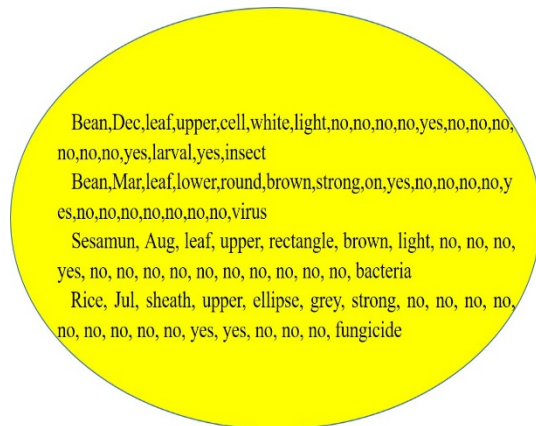 Bean,Dec,leaf,upper,cell,white,light,no,no,no,no,yes,no,no,no,
no,no,no,yes,larval,yes,insect
Bean,Mar,leaf,lower,round,brown,strong,on,yes,no,no,no,no,y
es,no,no,no,no,no,no,no,virus
Sesamun, Aug, leaf, upper, rectangle, brown, light, no, no, no,
yes, no, no, no, no, no, no, no, no, no, no, bacteria
Rice, Jul, sheath, upper, ellipse, grey, strong, no, no, no, no,
no, no, no, no, no, yes, yes, no, no, no, fungicide